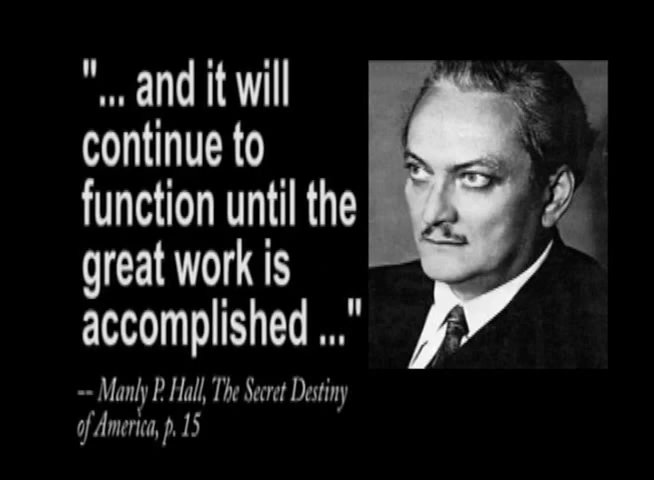 "... and it will
continue to
function until the
great work is
accomplished ..."
-- Manly P. Hall, The Secret Destiny
of America, p. 15